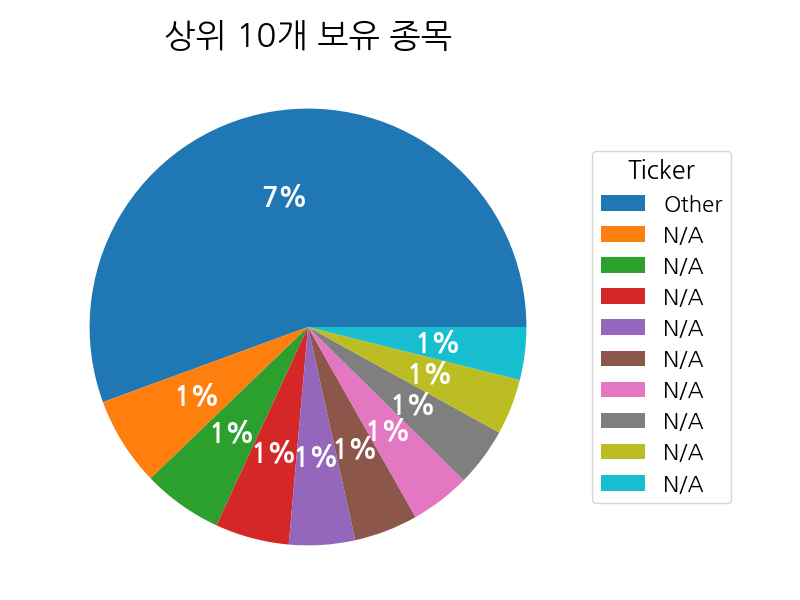 상위 10개 보유 종목
7%
1%
1%
1%
1%
1%
1%
1%
1%
1%
Ticker
Other
N/A
N/A
N/A
N/A
N/A
N/A
N/A
N/A
N/A